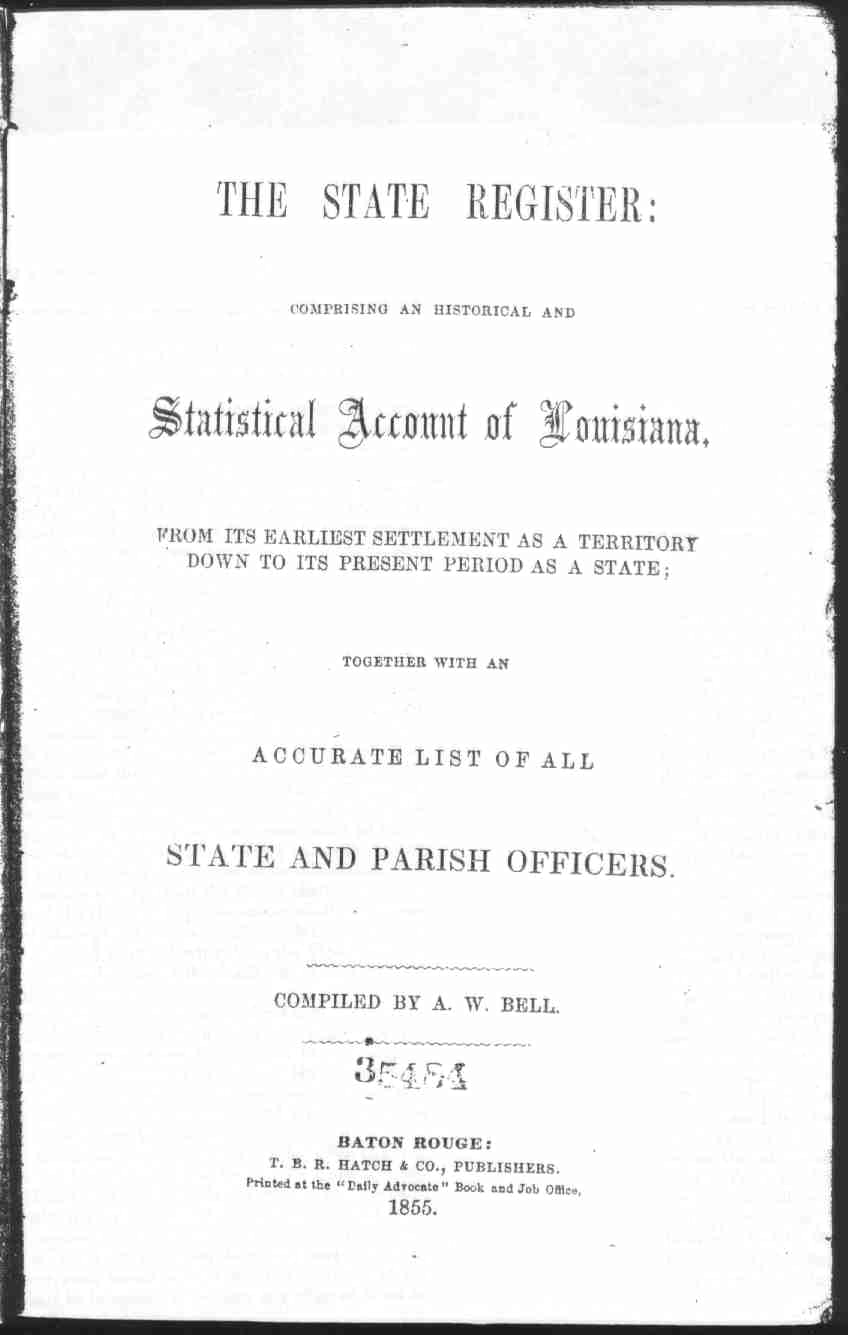 THE STATE REGISTER:
COMPRISING AN HISTORICAL AND
Statistical Account of Louisiana,
FROM ITS EARLIEST SETTLEMENT AS A TERRITORY
DOWN TO ITS PRESENT PERIOD AS A STATE;
TOGETHER WITH AN
ACCURATE LIST OF ALL
STATE AND PARISH OFFICERS.
COMPILED BY A. W. BELL.
BATON ROUGE:
T. B. R. HATCH & CO., PUBLISHERS.
Printed at the "Daily Advocate" Book and Job Office,
1855.